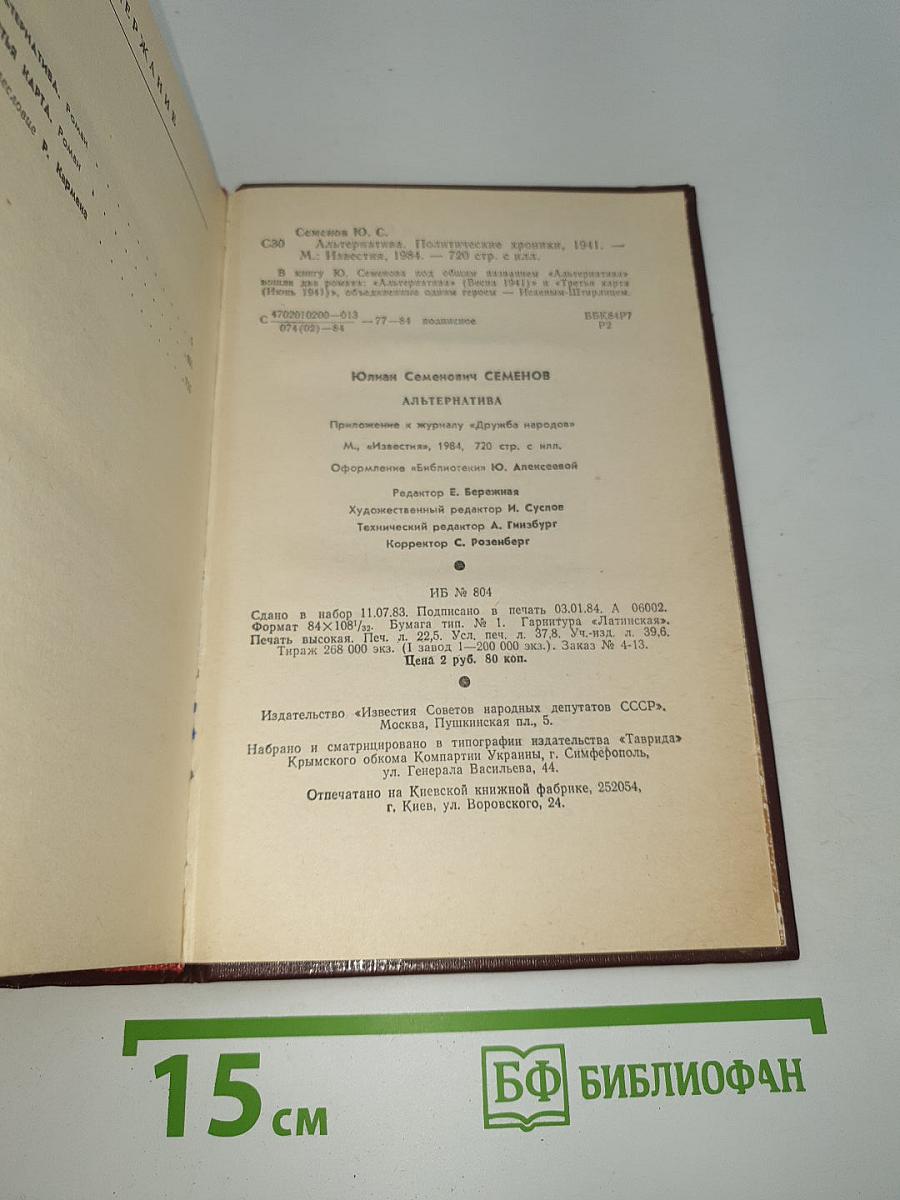 ЕРЖАНИЕ
ЬТЕРНАТИВА. Роман
ТЬЯ КАРТА. Роман
есловие Р. Кармена
Семенов Ю. С.
С30 Альтернатива. Политические хроники, 1941. —
М.: Известия, 1984. — 720 стр. с илл.
В книгу Ю. Семенова под общим названием «Альтернатива»
вошли два романа: «Альтернатива» (Весна 1941)» и «Третья карта
(Июнь 1941)», объединенные одним героем — Исаевым-Штирлицем.
С 4702010200—013 —77—84 подписное ББК84Р7
074(02)—84 Р2
Юлиан Семенович СЕМЕНОВ
АЛЬТЕРНАТИВА
Приложение к журналу «Дружба народов»
М., «Известия», 1984, 720 стр. с илл.
Оформление «Библиотеки» Ю. Алексеевой
Редактор Е. Бережная
Художественный редактор И. Суслов
Технический редактор А. Гинзбург
Корректор С. Розенберг
ИБ № 804
Сдано в набор 11.07.83. Подписано в печать 03.01.84. А 06002.
Формат 84×108¹/₃₂. Бумага тип. № 1. Гарнитура «Латинская».
Печать высокая. Печ. л. 22,5. Усл. печ. л. 37,8. Уч.-изд. л. 39,6.
Тираж 268 000 экз. (I завод 1—200 000 экз.). Заказ № 4-13.
Цена 2 руб. 80 коп.
Издательство «Известия Советов народных депутатов СССР».
Москва, Пушкинская пл., 5.
Набрано и сматрицировано в типографии издательства «Таврида»
Крымского обкома Компартии Украины, г. Симферополь,
ул. Генерала Васильева, 44.
Отпечатано на Киевской книжной фабрике, 252054,
г. Киев, ул. Воровского, 24.
15 см
БФ БИБЛИОФАН